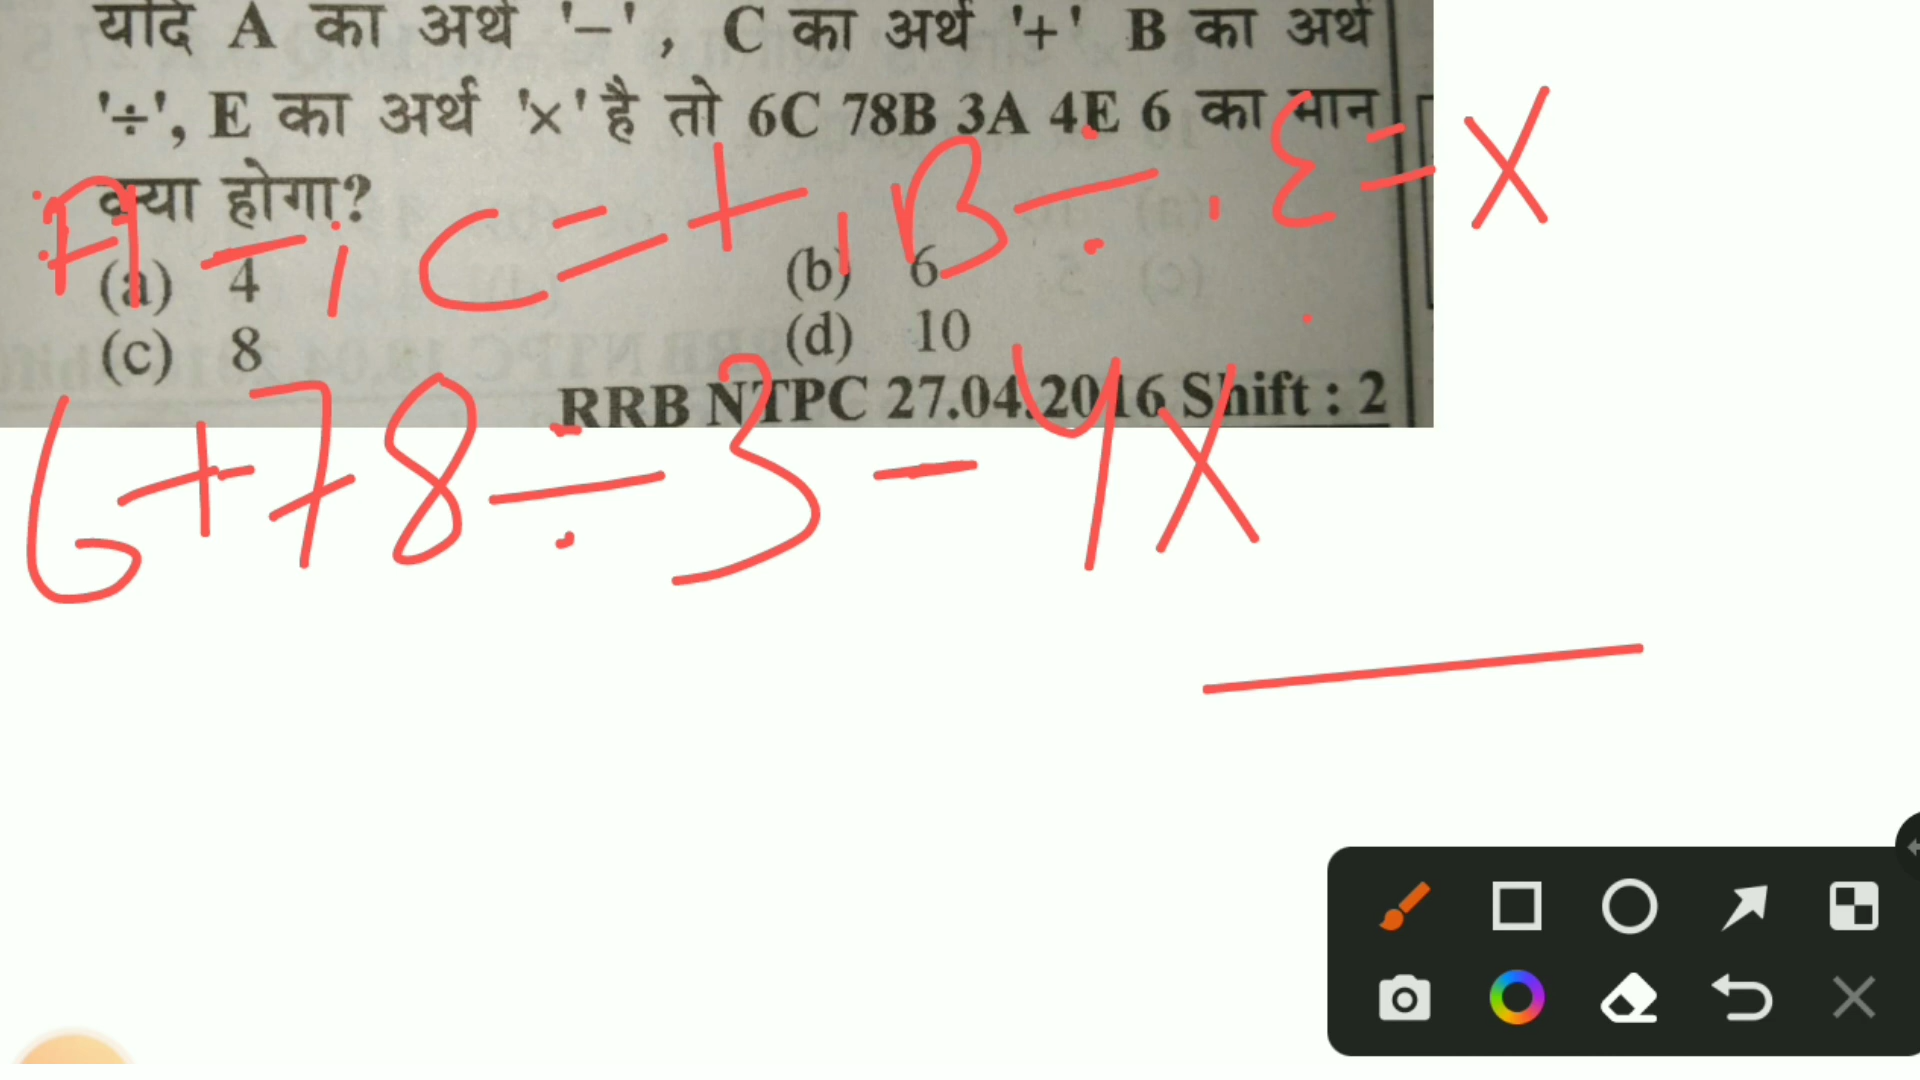 यदि A का अर्थ '−', C का अर्थ '+' B का अर्थ
'÷', E का अर्थ '×' है तो 6C 78B 3A 4E 6 का मान
क्या होगा?
A − , C = + , B ÷ , E = X
(a) 4 (b) 6
(c) 8 (d) 10
RRB NTPC 27.04.2016 Shift : 2
6 + 78 ÷ 3 − 4X